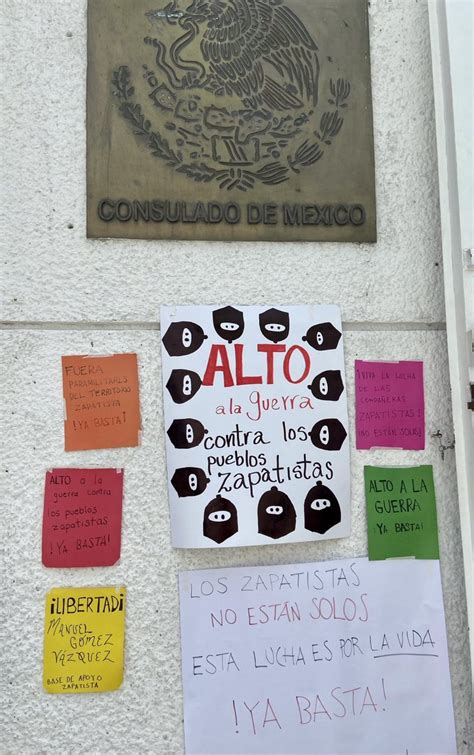 CONSULADO DE MEXICO
ALTO
a la guerra
contra los
pueblos
zapatistas
FUERA
PARAMILITARES
DEL TERRITORIO
ZAPATISTA
¡YA BASTA!
ALTO a la
guerra contra
los pueblos
zapatistas
¡YA BASTA!
¡LIBERTAD¡
MANUEL
GÓMEZ
VÁZQUEZ
BASE DE APOYO
ZAPATISTA
¡VIVA LA LUCHA
DE LAS
COMPAÑERAS
ZAPATISTAS!
¡NO ESTÁN SOLOS!
ALTO A LA
GUERRA
¡YA BASTA!
LOS ZAPATISTAS
NO ESTÁN SOLOS
ESTA LUCHA ES POR LA VIDA
¡YA BASTA!